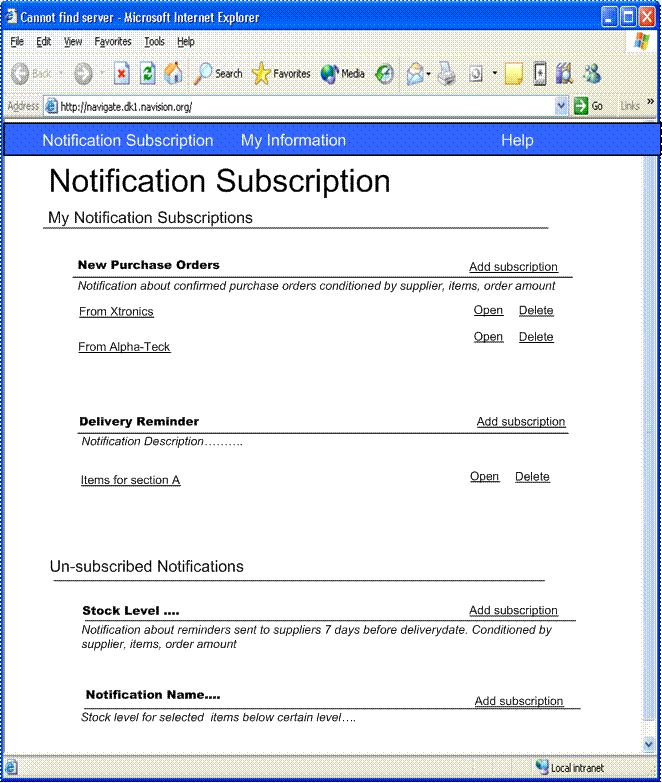 Cannot find server - Microsoft Internet Explorer
File Edit View Favorites Tools Help
Back Search Favorites Media
Address http://navigate.dk1.navision.org/ Go Links »
Notification Subscription My Information Help
Notification Subscription
My Notification Subscriptions
New Purchase Orders Add subscription
Notification about confirmed purchase orders conditioned by supplier, items, order amount
From Xtronics Open Delete
From Alpha-Teck Open Delete
Delivery Reminder Add subscription
Notification Description……….
Items for section A Open Delete
Un-subscribed Notifications
Stock Level .... Add subscription
Notification about reminders sent to suppliers 7 days before deliverydate. Conditioned by
supplier, items, order amount
Notification Name.... Add subscription
Stock level for selected items below certain level….
Local intranet